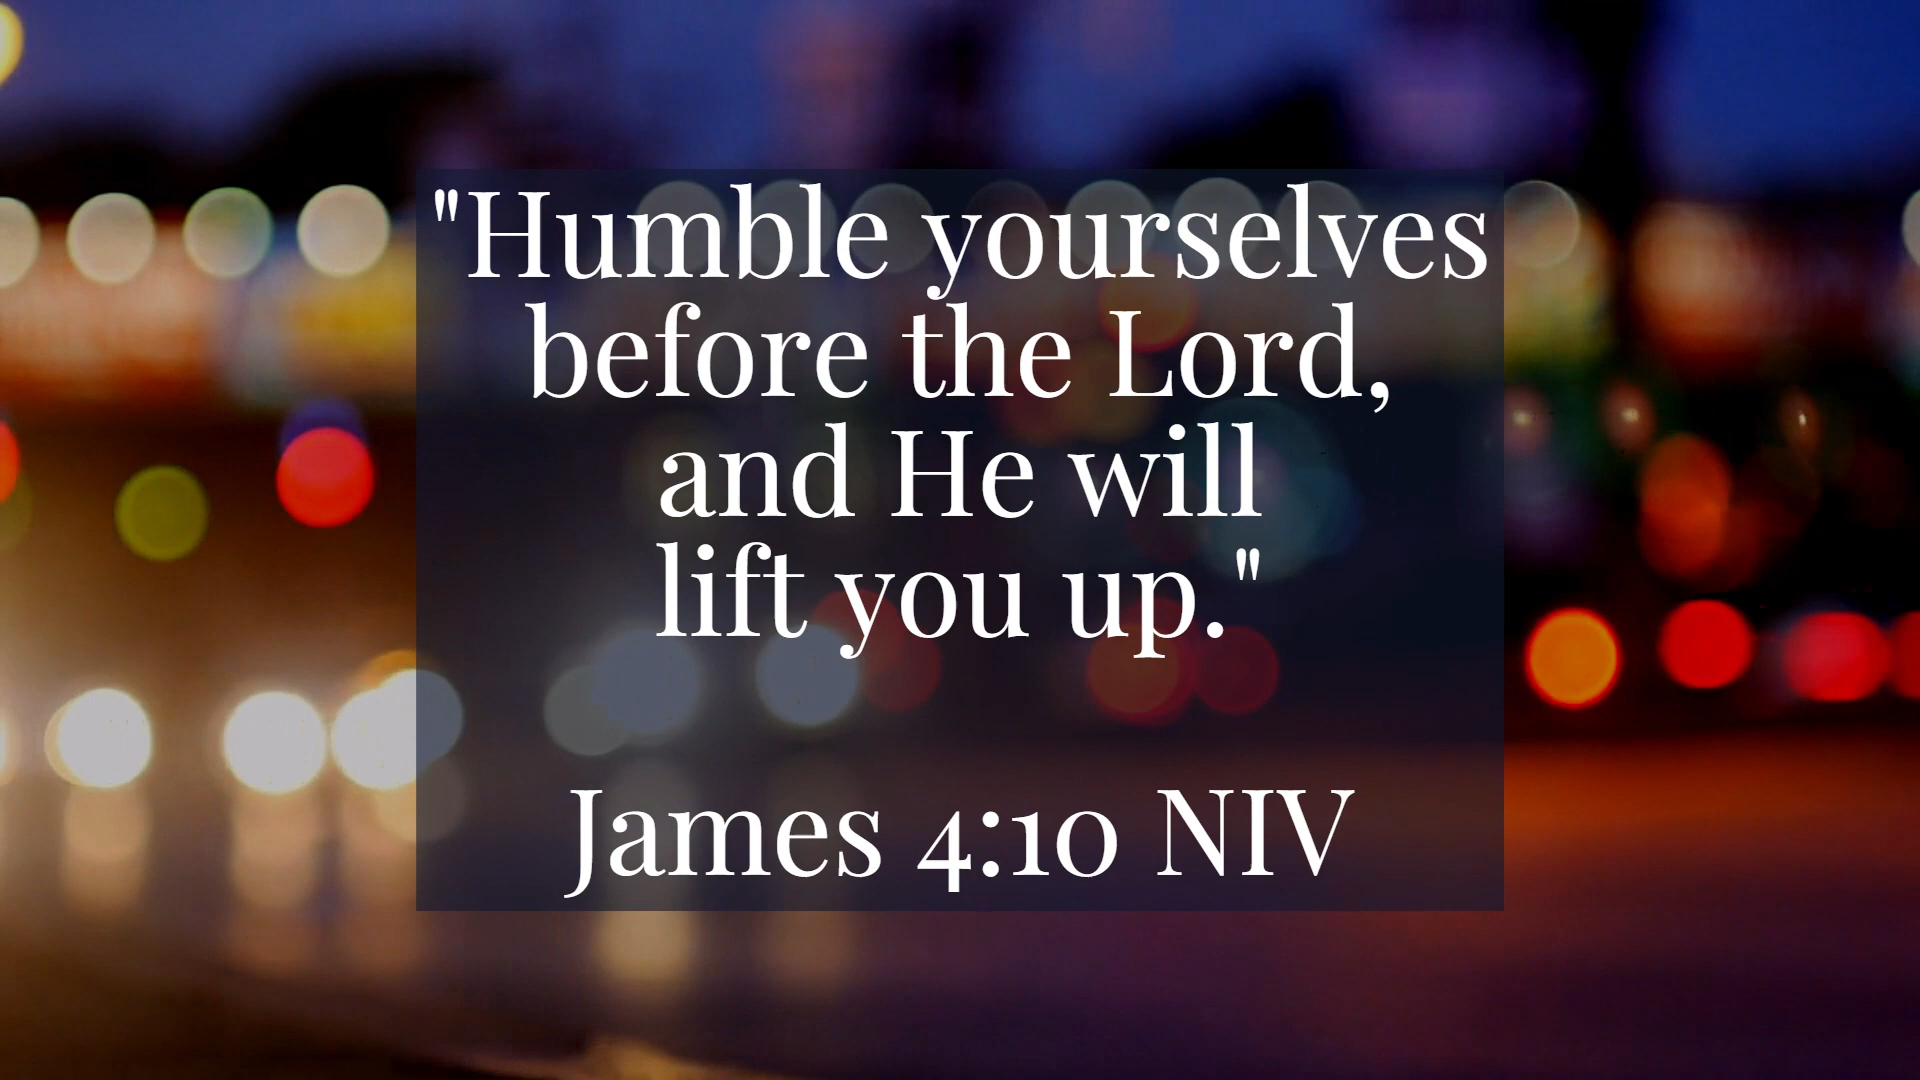 "Humble yourselves
before the Lord,
and He will
lift you up."
James 4:10 NIV